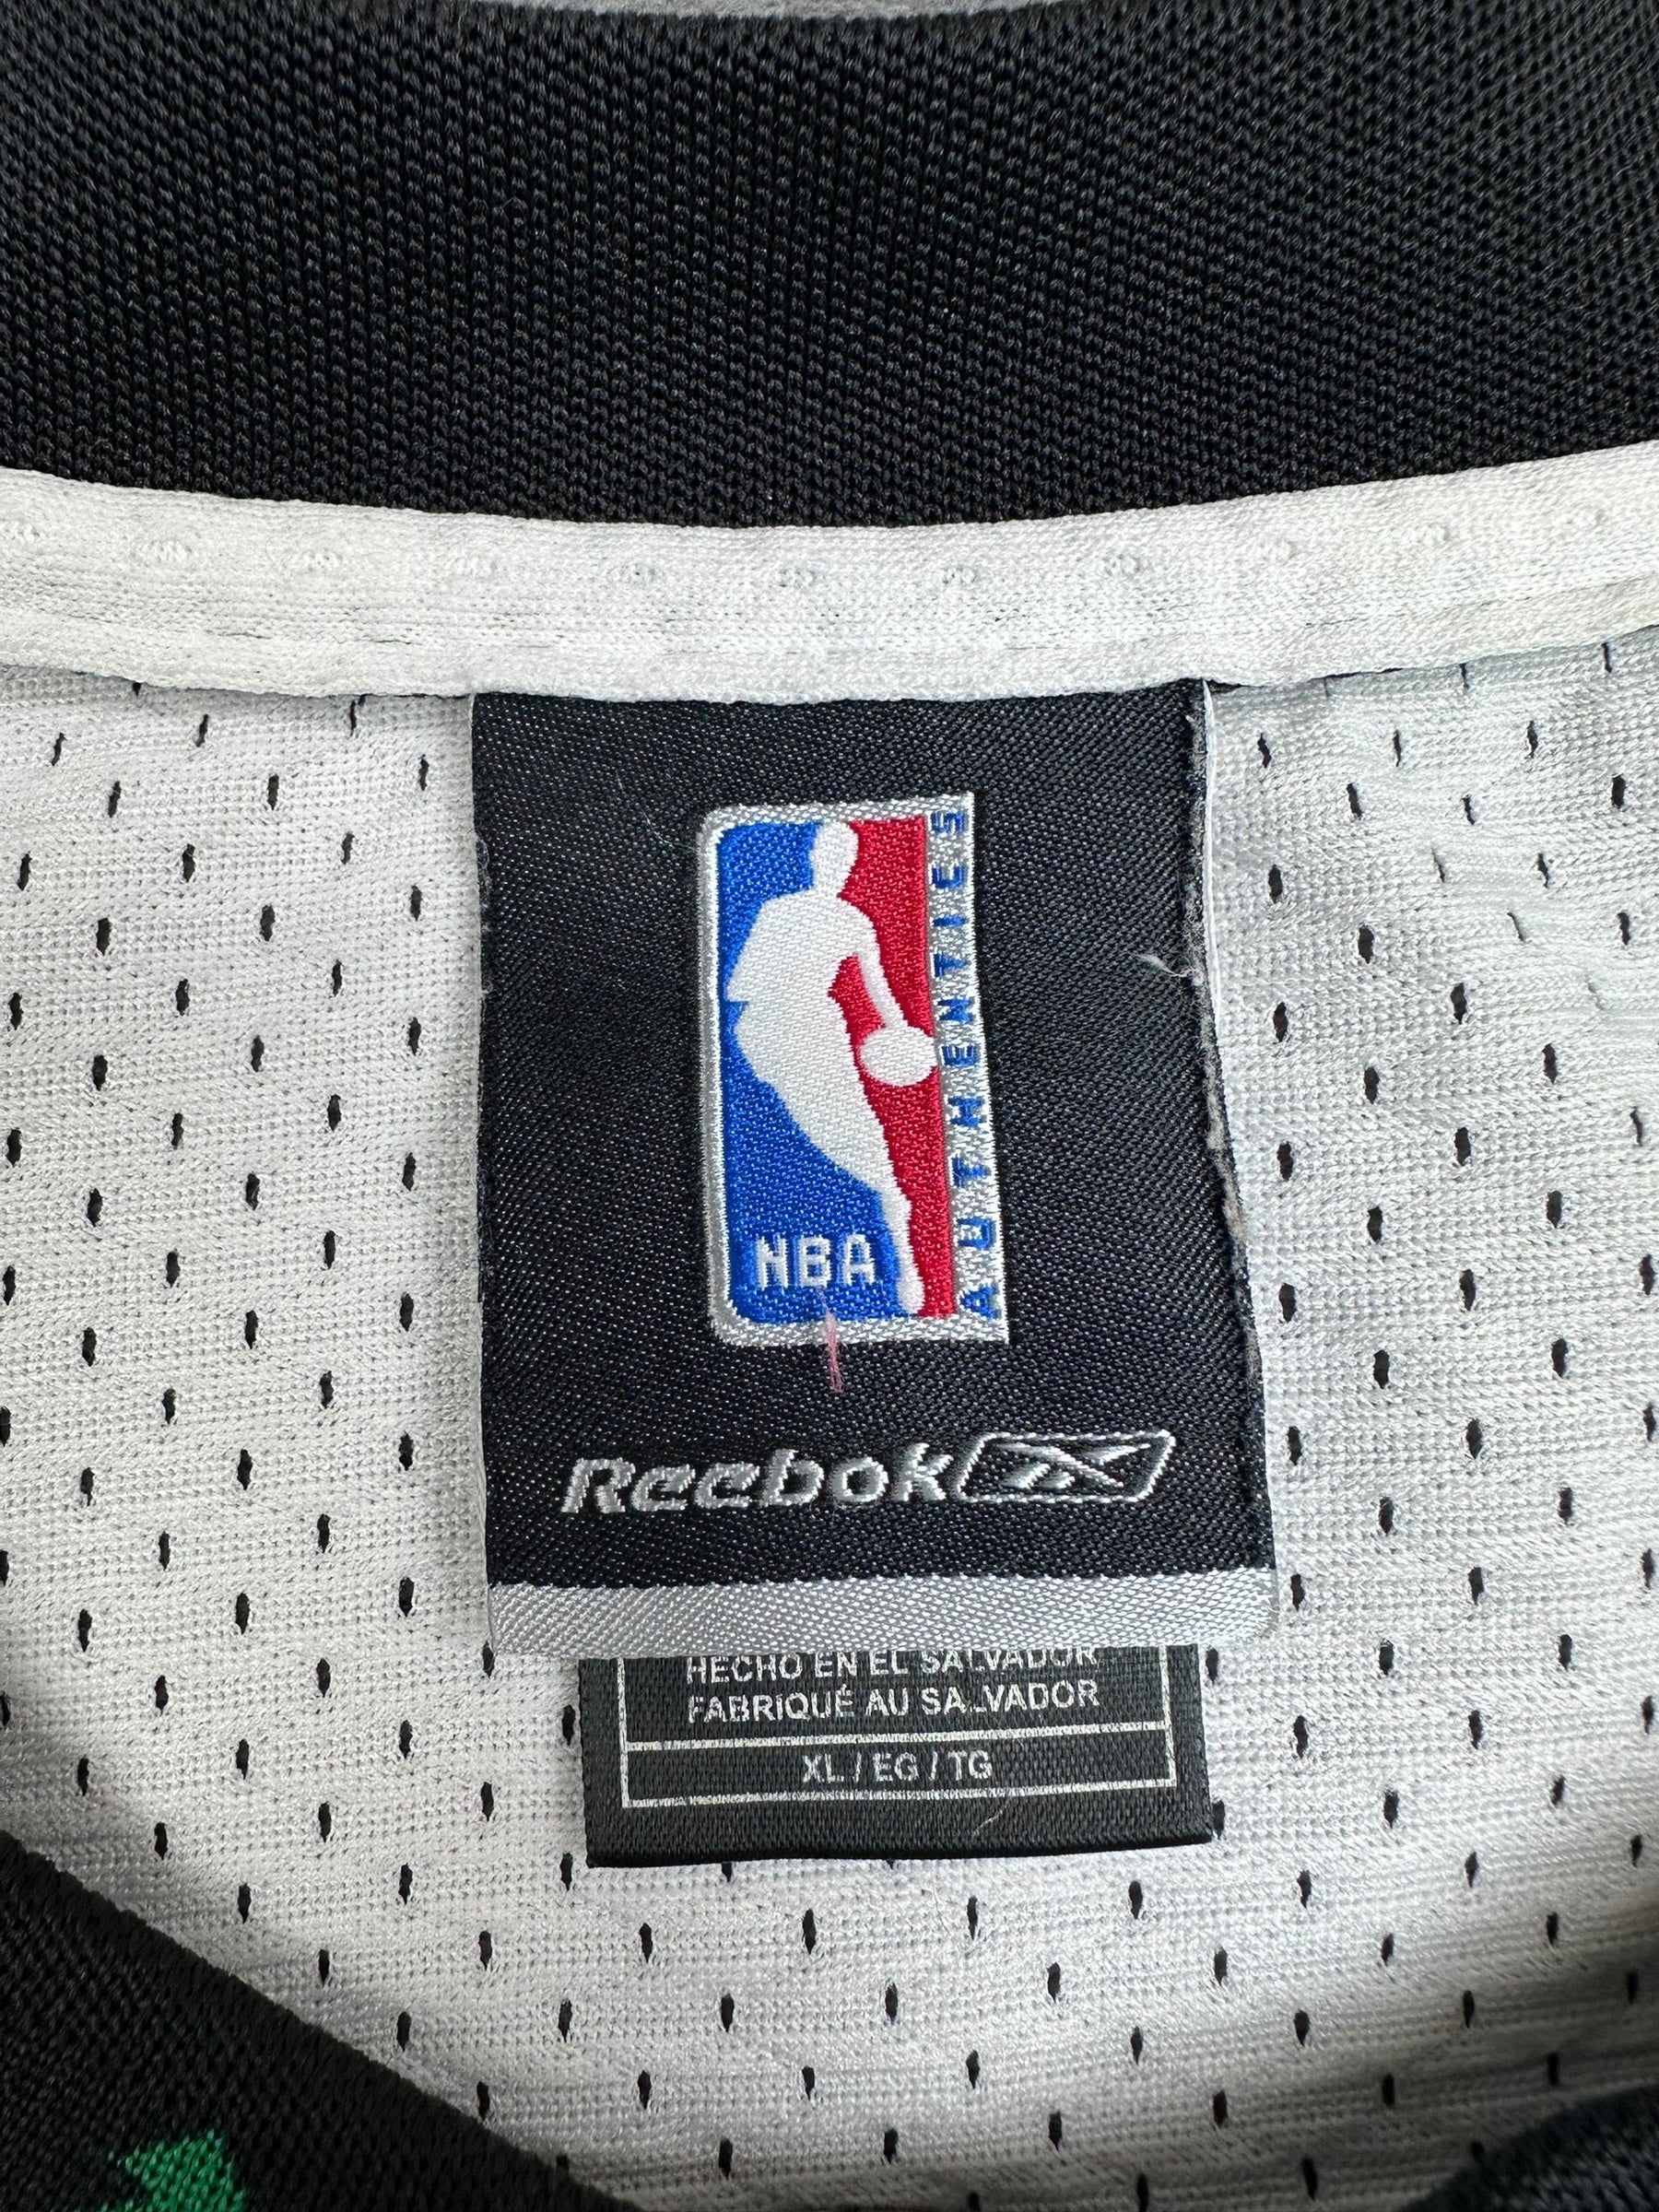 NBA
AUTHENTICS
Reebok
HECHO EN EL SALVADOR
FABRIQUÉ AU SALVADOR
XL / EG / TG